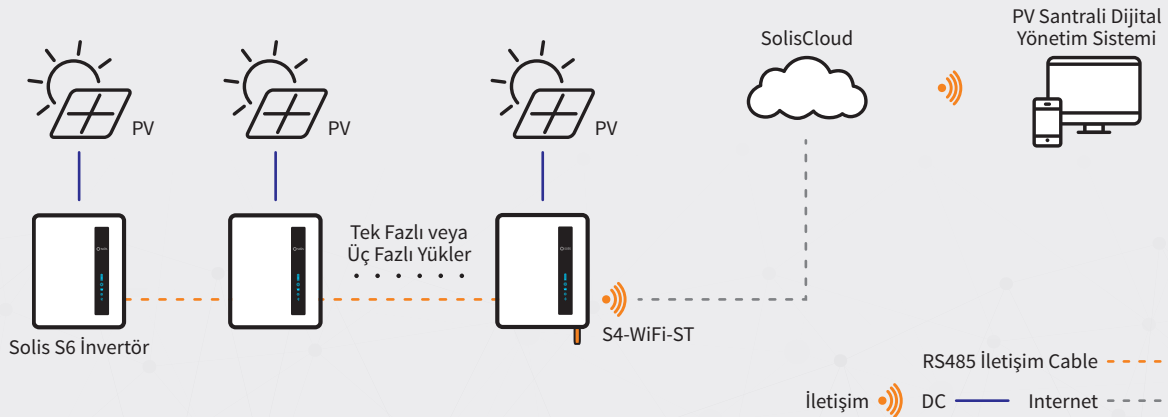 PV Santrali Dijital
Yönetim Sistemi
SolisCloud
PV
PV
PV
Tek Fazlı veya
Üç Fazlı Yükler
S4-WiFi-ST
Solis S6 İnvertör
RS485 İletişim Cable
İletişim
DC
Internet